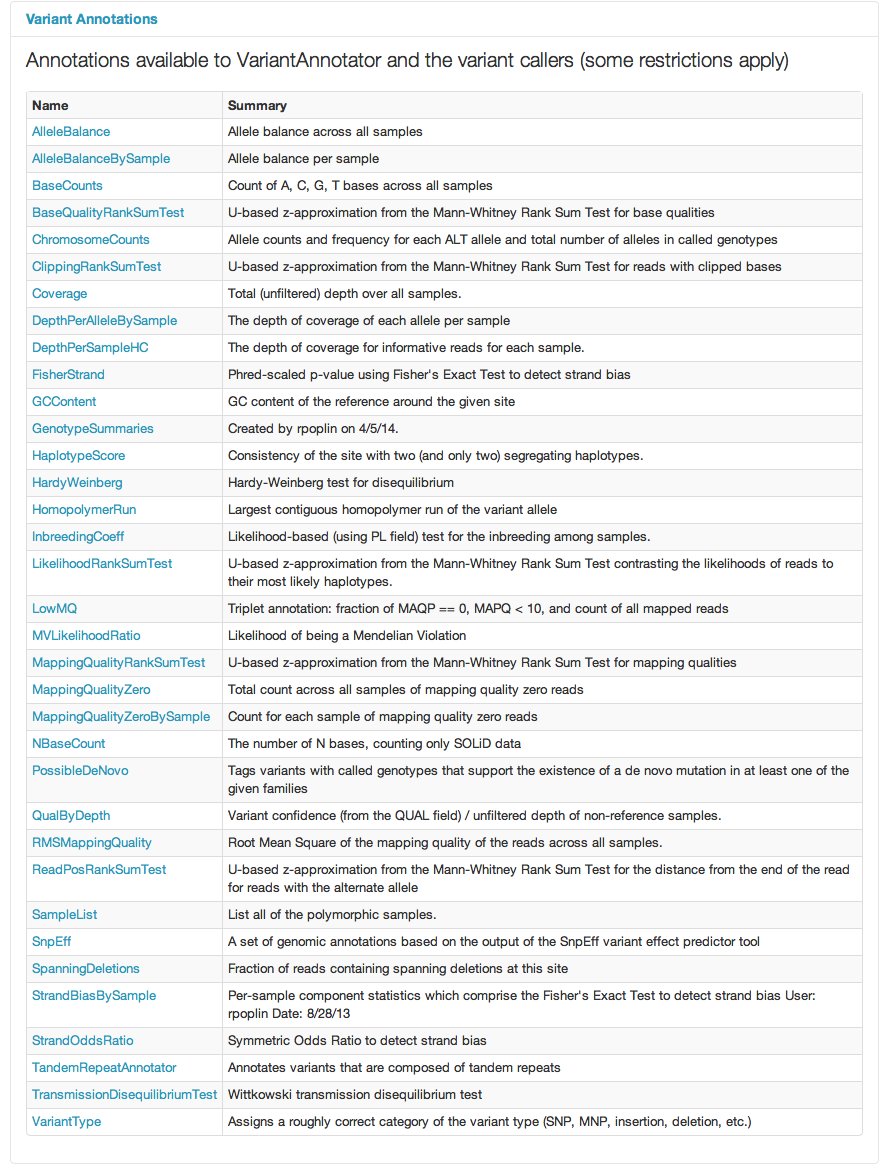 Variant Annotations
Annotations available to VariantAnnotator and the variant callers (some restrictions apply)
Name Summary
AlleleBalance Allele balance across all samples
AlleleBalanceBySample Allele balance per sample
BaseCounts Count of A, C, G, T bases across all samples
BaseQualityRankSumTest U-based z-approximation from the Mann-Whitney Rank Sum Test for base qualities
ChromosomeCounts Allele counts and frequency for each ALT allele and total number of alleles in called genotypes
ClippingRankSumTest U-based z-approximation from the Mann-Whitney Rank Sum Test for reads with clipped bases
Coverage Total (unfiltered) depth over all samples.
DepthPerAlleleBySample The depth of coverage of each allele per sample
DepthPerSampleHC The depth of coverage for informative reads for each sample.
FisherStrand Phred-scaled p-value using Fisher's Exact Test to detect strand bias
GCContent GC content of the reference around the given site
GenotypeSummaries Created by rpoplin on 4/5/14.
HaplotypeScore Consistency of the site with two (and only two) segregating haplotypes.
HardyWeinberg Hardy-Weinberg test for disequilibrium
HomopolymerRun Largest contiguous homopolymer run of the variant allele
InbreedingCoeff Likelihood-based (using PL field) test for the inbreeding among samples.
LikelihoodRankSumTest U-based z-approximation from the Mann-Whitney Rank Sum Test contrasting the likelihoods of reads to
their most likely haplotypes.
LowMQ Triplet annotation: fraction of MAQP == 0, MAPQ < 10, and count of all mapped reads
MVLikelihoodRatio Likelihood of being a Mendelian Violation
MappingQualityRankSumTest U-based z-approximation from the Mann-Whitney Rank Sum Test for mapping qualities
MappingQualityZero Total count across all samples of mapping quality zero reads
MappingQualityZeroBySample Count for each sample of mapping quality zero reads
NBaseCount The number of N bases, counting only SOLiD data
PossibleDeNovo Tags variants with called genotypes that support the existence of a de novo mutation in at least one of the
given families
QualByDepth Variant confidence (from the QUAL field) / unfiltered depth of non-reference samples.
RMSMappingQuality Root Mean Square of the mapping quality of the reads across all samples.
ReadPosRankSumTest U-based z-approximation from the Mann-Whitney Rank Sum Test for the distance from the end of the read
for reads with the alternate allele
SampleList List all of the polymorphic samples.
SnpEff A set of genomic annotations based on the output of the SnpEff variant effect predictor tool
SpanningDeletions Fraction of reads containing spanning deletions at this site
StrandBiasBySample Per-sample component statistics which comprise the Fisher's Exact Test to detect strand bias User:
rpoplin Date: 8/28/13
StrandOddsRatio Symmetric Odds Ratio to detect strand bias
TandemRepeatAnnotator Annotates variants that are composed of tandem repeats
TransmissionDisequilibriumTest Wittkowski transmission disequilibrium test
VariantType Assigns a roughly correct category of the variant type (SNP, MNP, insertion, deletion, etc.)